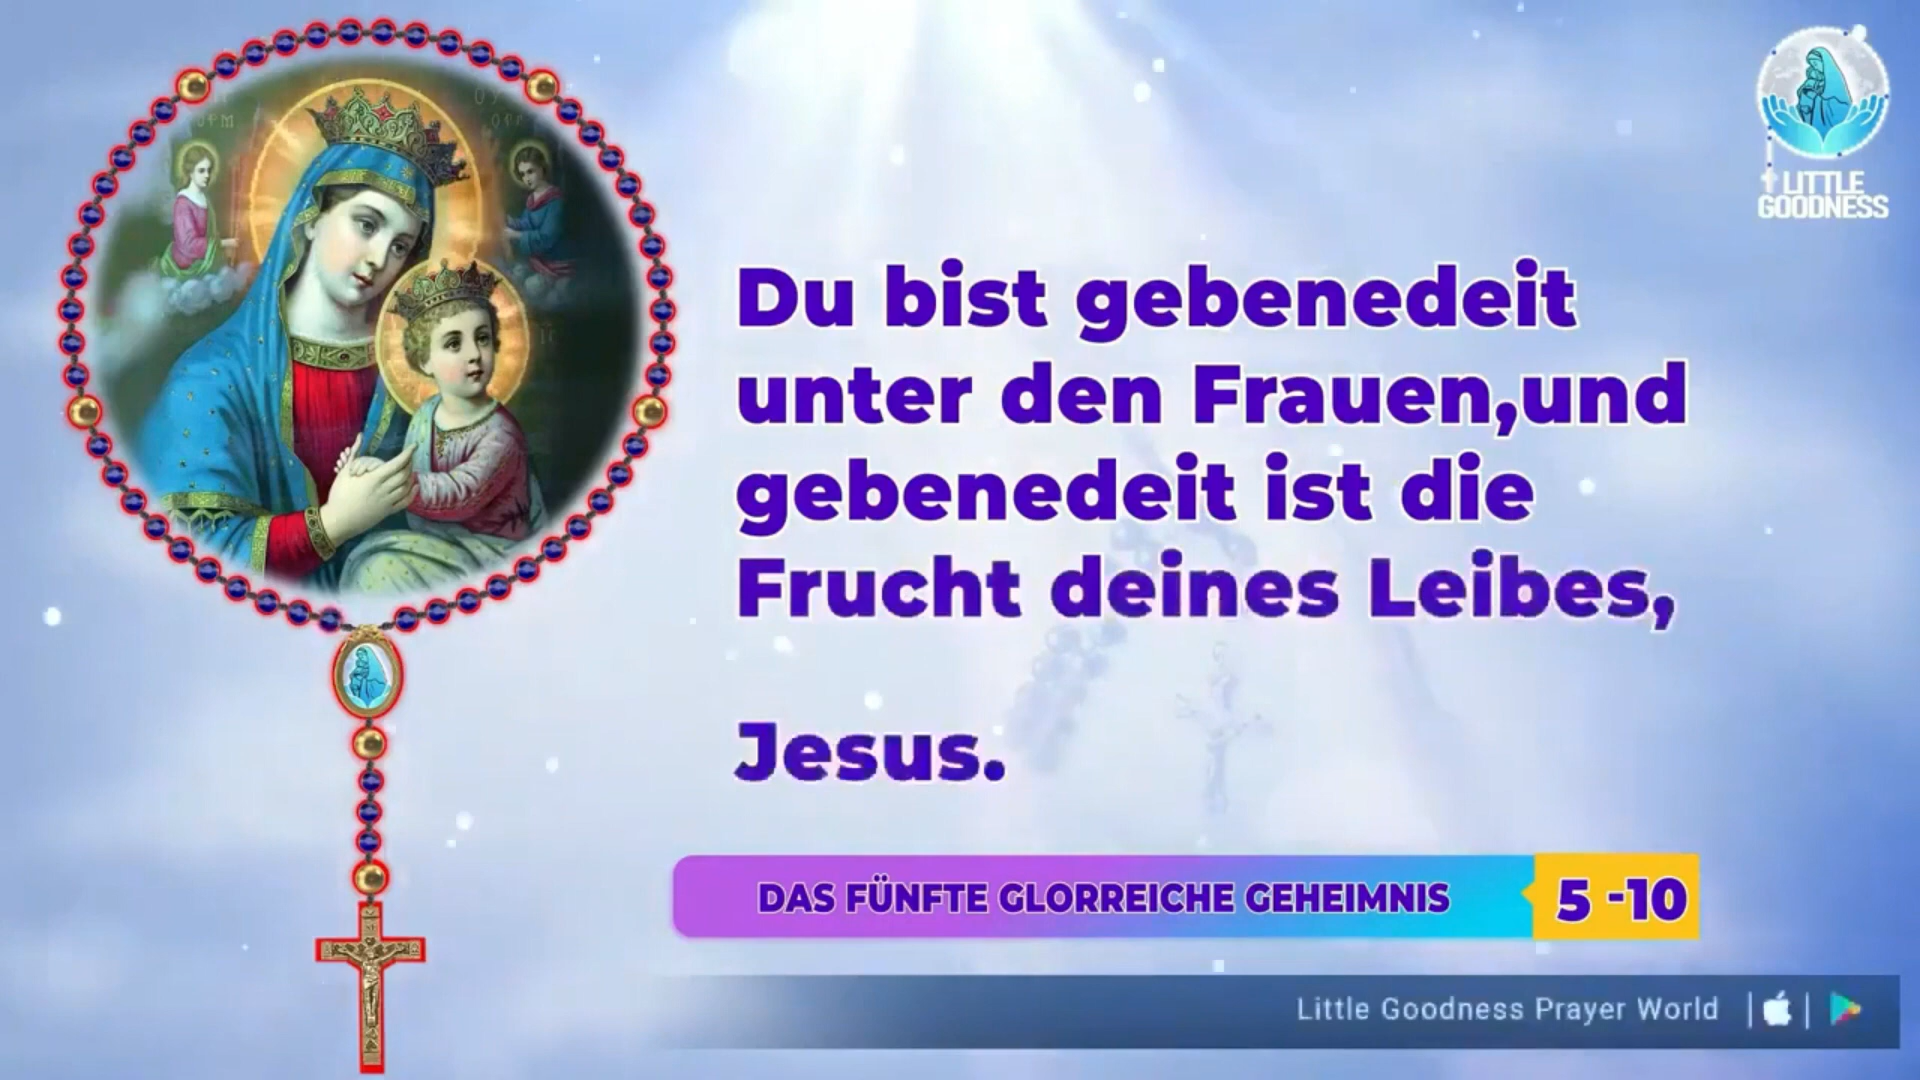 LITTLE
GOODNESS
Du bist gebenedeit
unter den Frauen,und
gebenedeit ist die
Frucht deines Leibes,
Jesus.
DAS FÜNFTE GLORREICHE GEHEIMNIS
5 -10
Little Goodness Prayer World